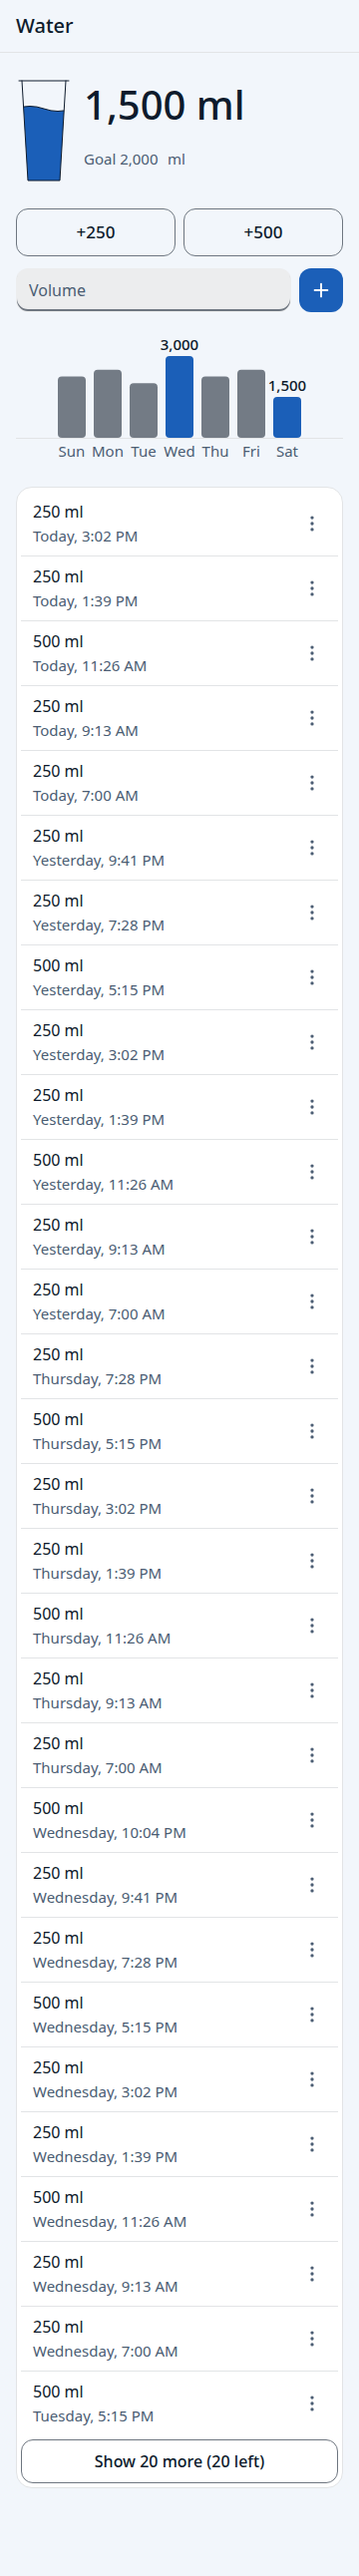 Water
1,500 ml
Goal 2,000 ml
+250
+500
Volume
3,000
1,500
Sun Mon Tue Wed Thu Fri Sat
250 ml
Today, 3:02 PM
250 ml
Today, 1:39 PM
500 ml
Today, 11:26 AM
250 ml
Today, 9:13 AM
250 ml
Today, 7:00 AM
250 ml
Yesterday, 9:41 PM
250 ml
Yesterday, 7:28 PM
500 ml
Yesterday, 5:15 PM
250 ml
Yesterday, 3:02 PM
250 ml
Yesterday, 1:39 PM
500 ml
Yesterday, 11:26 AM
250 ml
Yesterday, 9:13 AM
250 ml
Yesterday, 7:00 AM
250 ml
Thursday, 7:28 PM
500 ml
Thursday, 5:15 PM
250 ml
Thursday, 3:02 PM
250 ml
Thursday, 1:39 PM
500 ml
Thursday, 11:26 AM
250 ml
Thursday, 9:13 AM
250 ml
Thursday, 7:00 AM
500 ml
Wednesday, 10:04 PM
250 ml
Wednesday, 9:41 PM
250 ml
Wednesday, 7:28 PM
500 ml
Wednesday, 5:15 PM
250 ml
Wednesday, 3:02 PM
250 ml
Wednesday, 1:39 PM
500 ml
Wednesday, 11:26 AM
250 ml
Wednesday, 9:13 AM
250 ml
Wednesday, 7:00 AM
500 ml
Tuesday, 5:15 PM
Show 20 more (20 left)